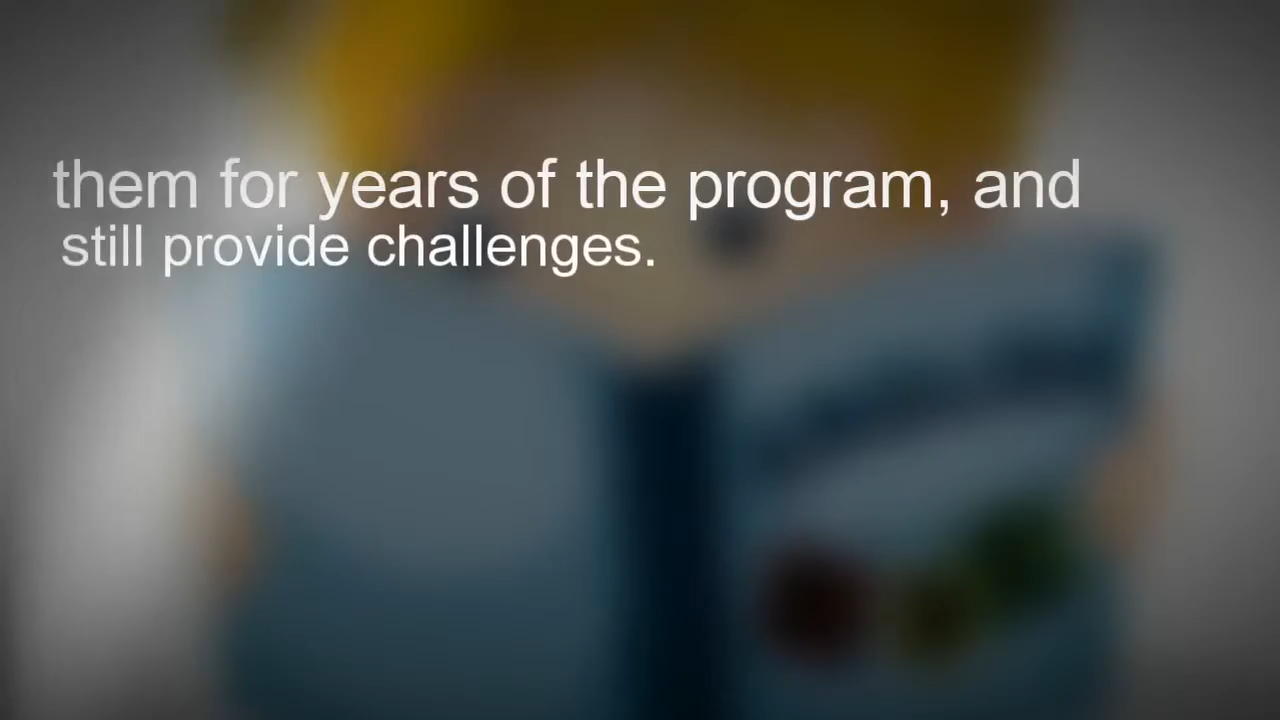 them for years of the program, and
still provide challenges.